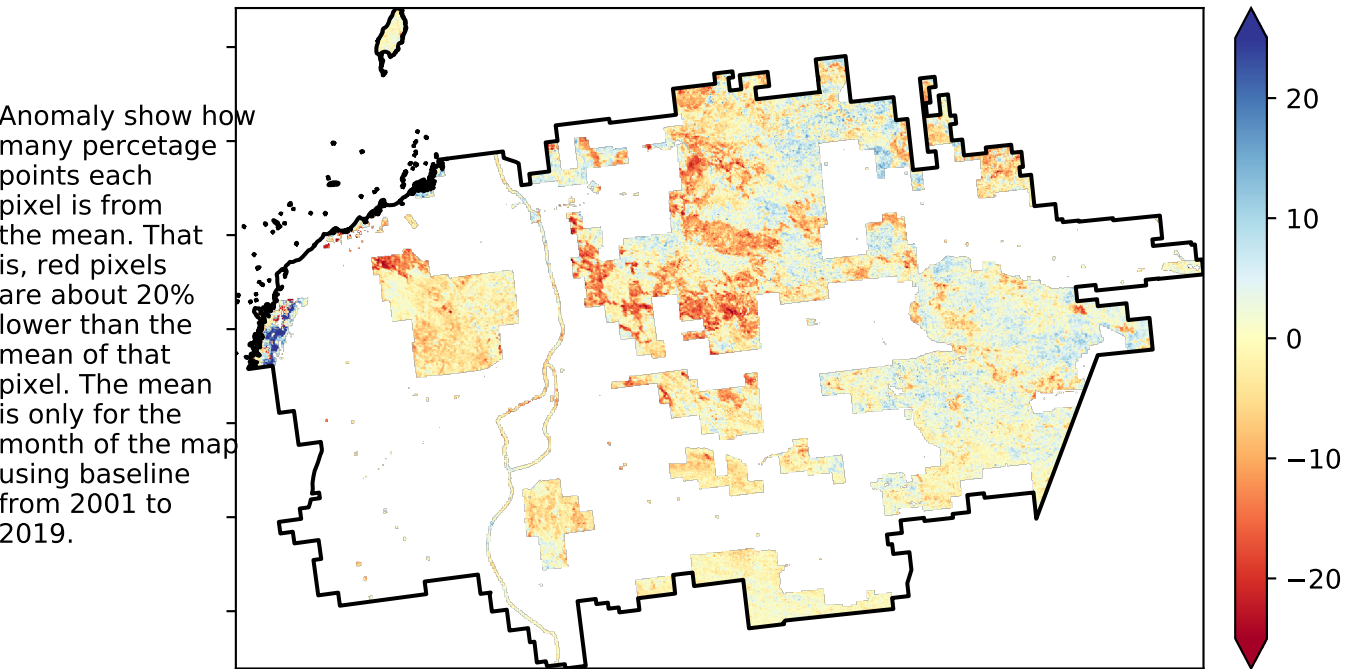 Anomaly show how
many percetage
points each
pixel is from
the mean. That
is, red pixels
are about 20%
lower than the
mean of that
pixel. The mean
is only for the
month of the map
using baseline
from 2001 to
2019.
20
10
0
−10
−20